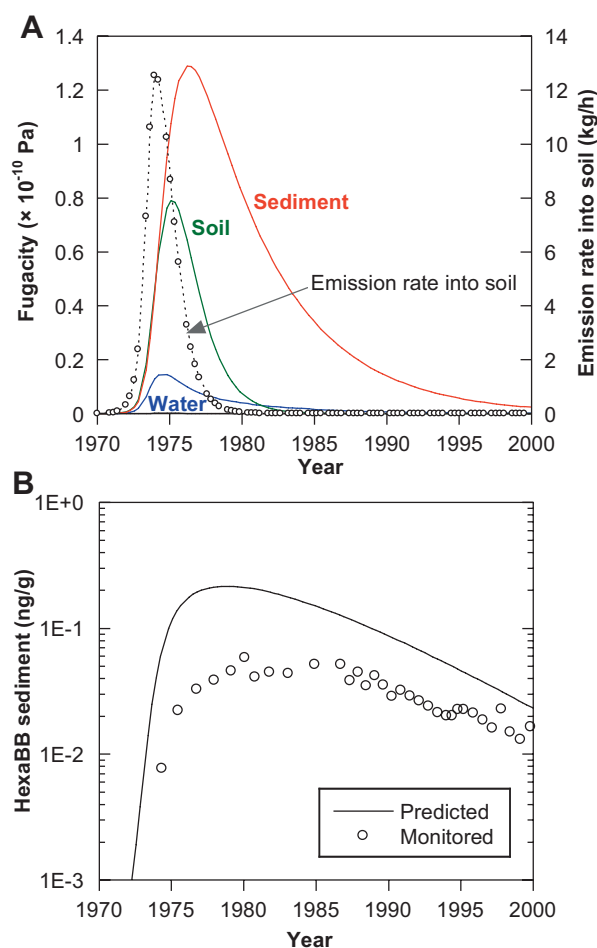 A
Fugacity (× 10⁻¹⁰ Pa)
1.4
1.2
1
0.8
0.6
0.4
0.2
0
14
12
10
8
6
4
2
0
Emission rate into soil (kg/h)
Sediment
Soil
Emission rate into soil
Water
1970 1975 1980 1985 1990 1995 2000
Year
B
HexaBB sediment (ng/g)
1E+0
1E-1
1E-2
1E-3
Predicted
Monitored
1970 1975 1980 1985 1990 1995 2000
Year